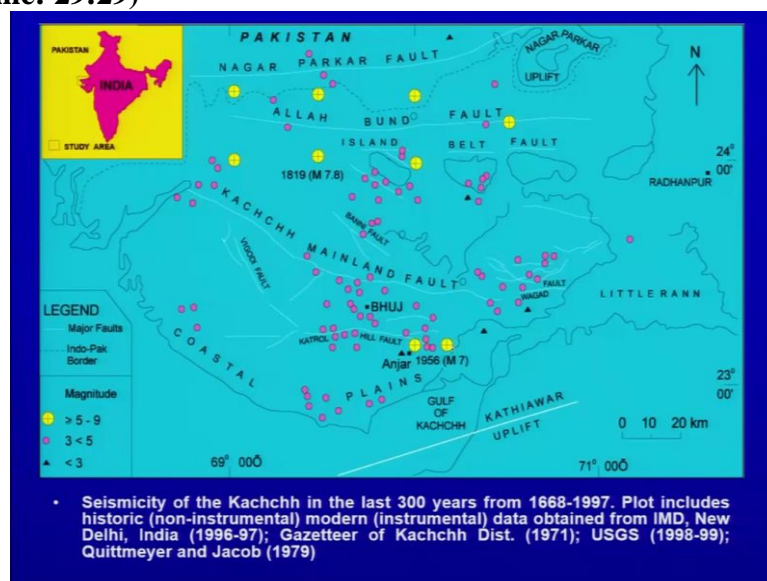 PAKISTAN
PAKISTAN
INDIA
STUDY AREA
NAGAR PARKAR FAULT
NAGAR PARKAR
UPLIFT
N
ALLAH BUND FAULT
ISLAND BELT FAULT
24°
00'
1819 (M 7.8)
RADHANPUR
KACHCHH MAINLAND FAULT
BANNI FAULT
VIGODI FAULT
FAULT
WAGAD
LITTLE RANN
LEGEND
Major Faults
Indo-Pak
Border
BHUJ
KATROL HILL FAULT
Anjar 1956 (M 7)
COASTAL PLAINS
23°
00'
Magnitude
≥ 5 - 9
3 < 5
< 3
GULF
OF
KACHCHH
KATHIAWAR
UPLIFT
0 10 20 km
69° 00Õ
71° 00Õ
• Seismicity of the Kachchh in the last 300 years from 1668-1997. Plot includes
historic (non-instrumental) modern (instrumental) data obtained from IMD, New
Delhi, India (1996-97); Gazetteer of Kachchh Dist. (1971); USGS (1998-99);
Quittmeyer and Jacob (1979)